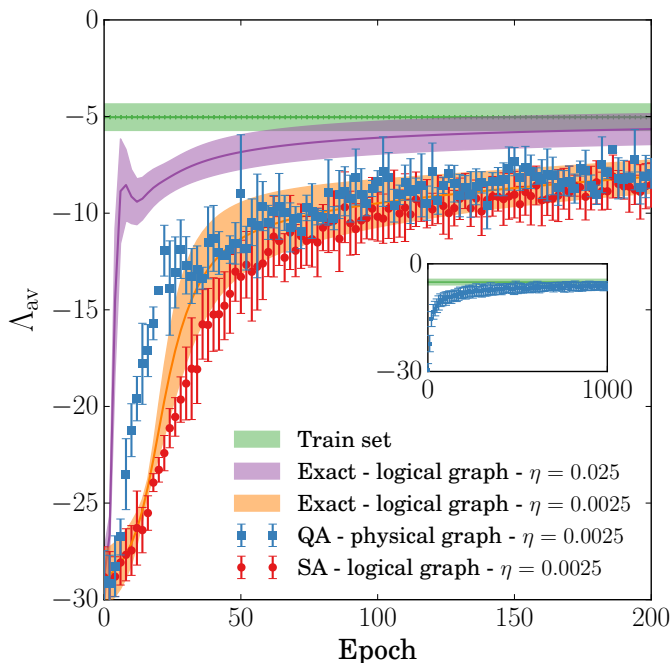 −5
−10
−15
−20
−25
−30
0
50
100
150
200
Λav
Epoch
0
−30
0
1000
Train set
Exact - logical graph - η = 0.025
Exact - logical graph - η = 0.0025
QA - physical graph - η = 0.0025
SA - logical graph - η = 0.0025